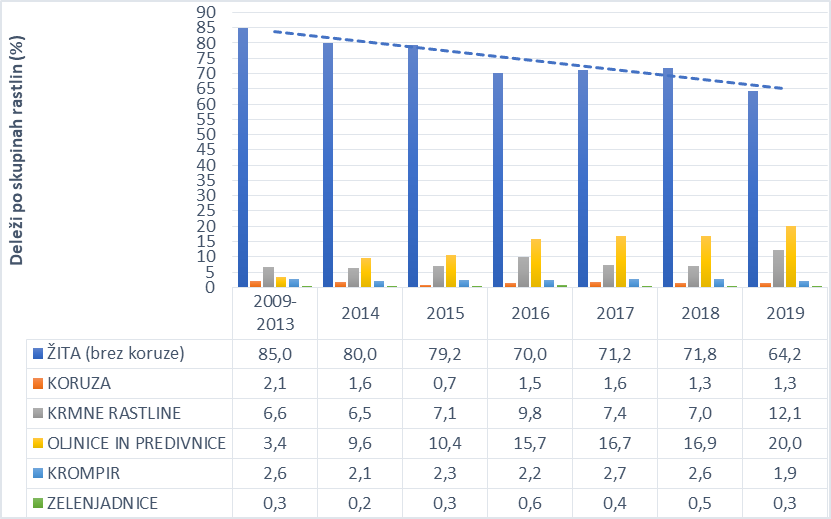 Deleži po skupinah rastlin (%)
90
85
80
75
70
65
60
55
50
45
40
35
30
25
20
15
10
5
0
2009-
2013 2014 2015 2016 2017 2018 2019
ŽITA (brez koruze) 85,0 80,0 79,2 70,0 71,2 71,8 64,2
KORUZA 2,1 1,6 0,7 1,5 1,6 1,3 1,3
KRMNE RASTLINE 6,6 6,5 7,1 9,8 7,4 7,0 12,1
OLJNICE IN PREDIVNICE 3,4 9,6 10,4 15,7 16,7 16,9 20,0
KROMPIR 2,6 2,1 2,3 2,2 2,7 2,6 1,9
ZELENJADNICE 0,3 0,2 0,3 0,6 0,4 0,5 0,3